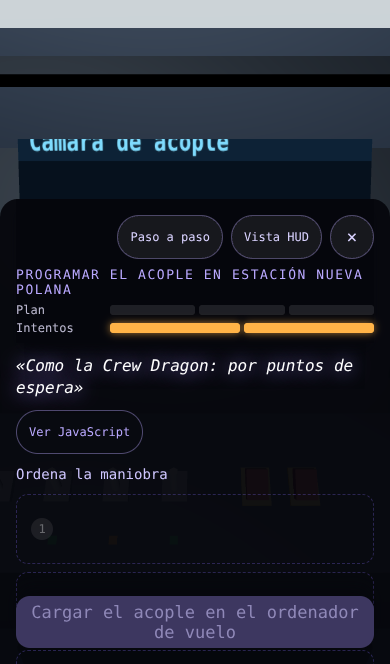 Cámara de acople
Paso a paso
Vista HUD
×
PROGRAMAR EL ACOPLE EN ESTACIÓN NUEVA
POLANA
Plan
Intentos
«Como la Crew Dragon: por puntos de
espera»
Ver JavaScript
Ordena la maniobra
1
Cargar el acople en el ordenador
de vuelo